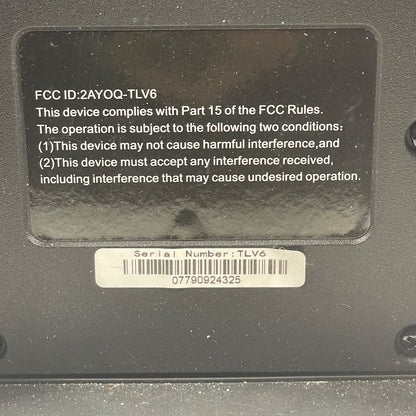 FCC ID:2AYOQ-TLV6
This device complies with Part 15 of the FCC Rules.
The operation is subject to the following two conditions:
(1)This device may not cause harmful interference,and
(2)This device must accept any interference received,
including interference that may cause undesired operation.
Serial Number:TLV6
07790924325